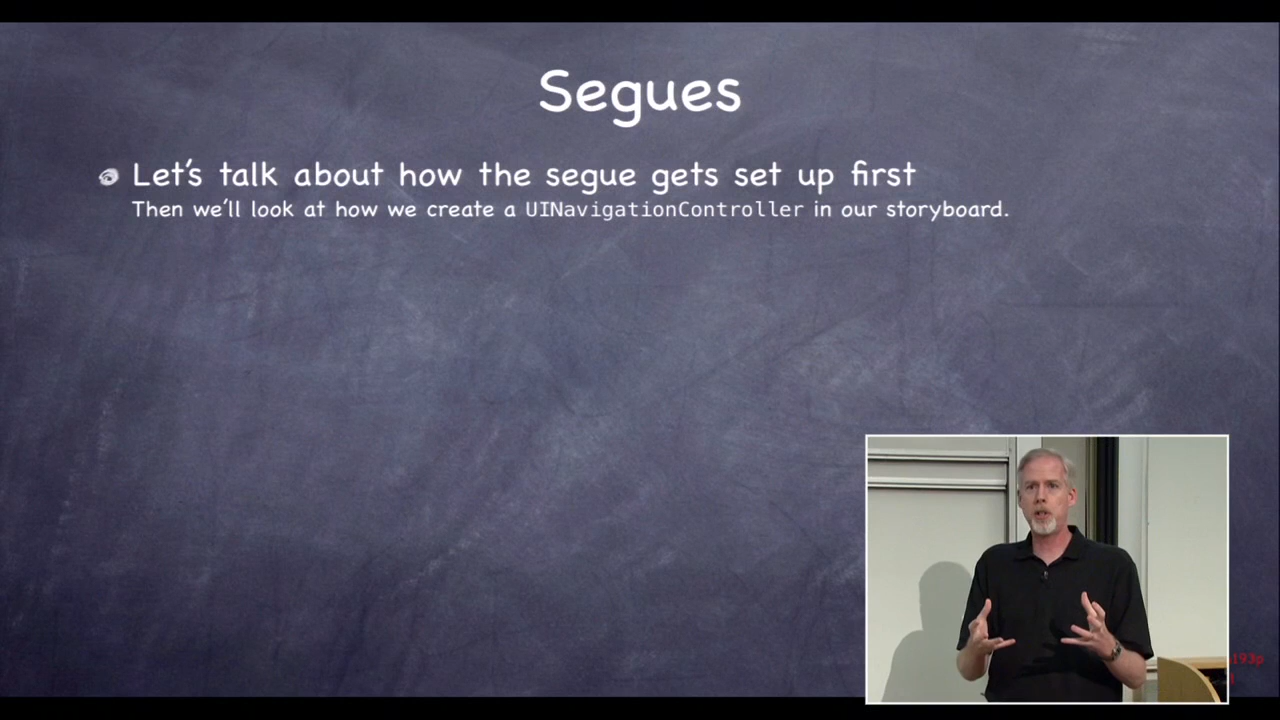 Segues
Let's talk about how the segue gets set up first
Then we'll look at how we create a UINavigationController in our storyboard.
193p